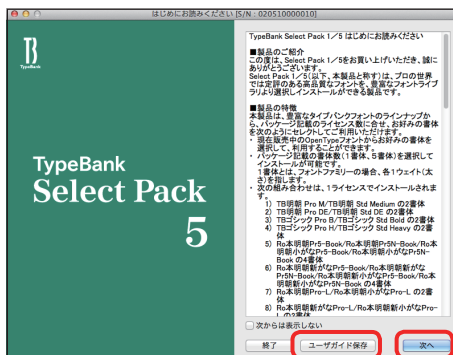 はじめにお読みください [S/N : 020510000010]
TB
TypeBank
TypeBank
Select Pack
5
TypeBank Select Pack 1／5 はじめにお読みください
■製品のご紹介
この度は、Select Pack 1／5をお買い上げいただき、誠に
ありがとうございます。
Select Pack 1／5(以下、本製品と称す)は、プロの世界
では定評のある高品質なフォントを、豊富なフォントライブ
ラリより選択しインストールができる製品です。
■製品の特徴
本製品は、豊富なタイプバンクフォントのラインナップか
ら、パッケージ記載のライセンス数に合せ、お好みの書体
を次のようにセレクトしてご利用いただけます。
・ 現在販売中のOpenTypeフォントからお好みの書体を
選択して、利用することができます。
・ パッケージ記載の書体数(1書体、5書体)を選択して
インストールが可能です。
1書体とは、フォントファミリーの場合、各1ウェイト(太
さ)を指します。
・ 次の組み合わせは、1ライセンスでインストールされま
す。
1) TB明朝 Pro M/TB明朝 Std Mediumの2書体
2) TB明朝 Pro DE/TB明朝 Std DE の2書体
3) TBゴシック Pro B/TBゴシック Std Bold の2書体
4) TBゴシック Pro H/TBゴシック Std Heavy の2書
体
5) Ro本明朝Pr5-Book/Ro本明朝Pr5N-Book/Ro本
明朝小がなPr5-Book/Ro本明朝小がなPr5N-
Book の4書体
6) Ro本明朝新がなPr5-Book/Ro本明朝新がな
Pr5N-Book/Ro本明朝新小がなPr5-Book/Ro本
明朝新小がなPr5N-Bookの4書体
7) Ro本明朝Pro-L/Ro本明朝小がなPro-L の2書
体
8) Ro本明朝新がなPro-L/Ro本明朝新小がなPro-
L の2書体
次からは表示しない
終了
ユーザガイド保存
次へ